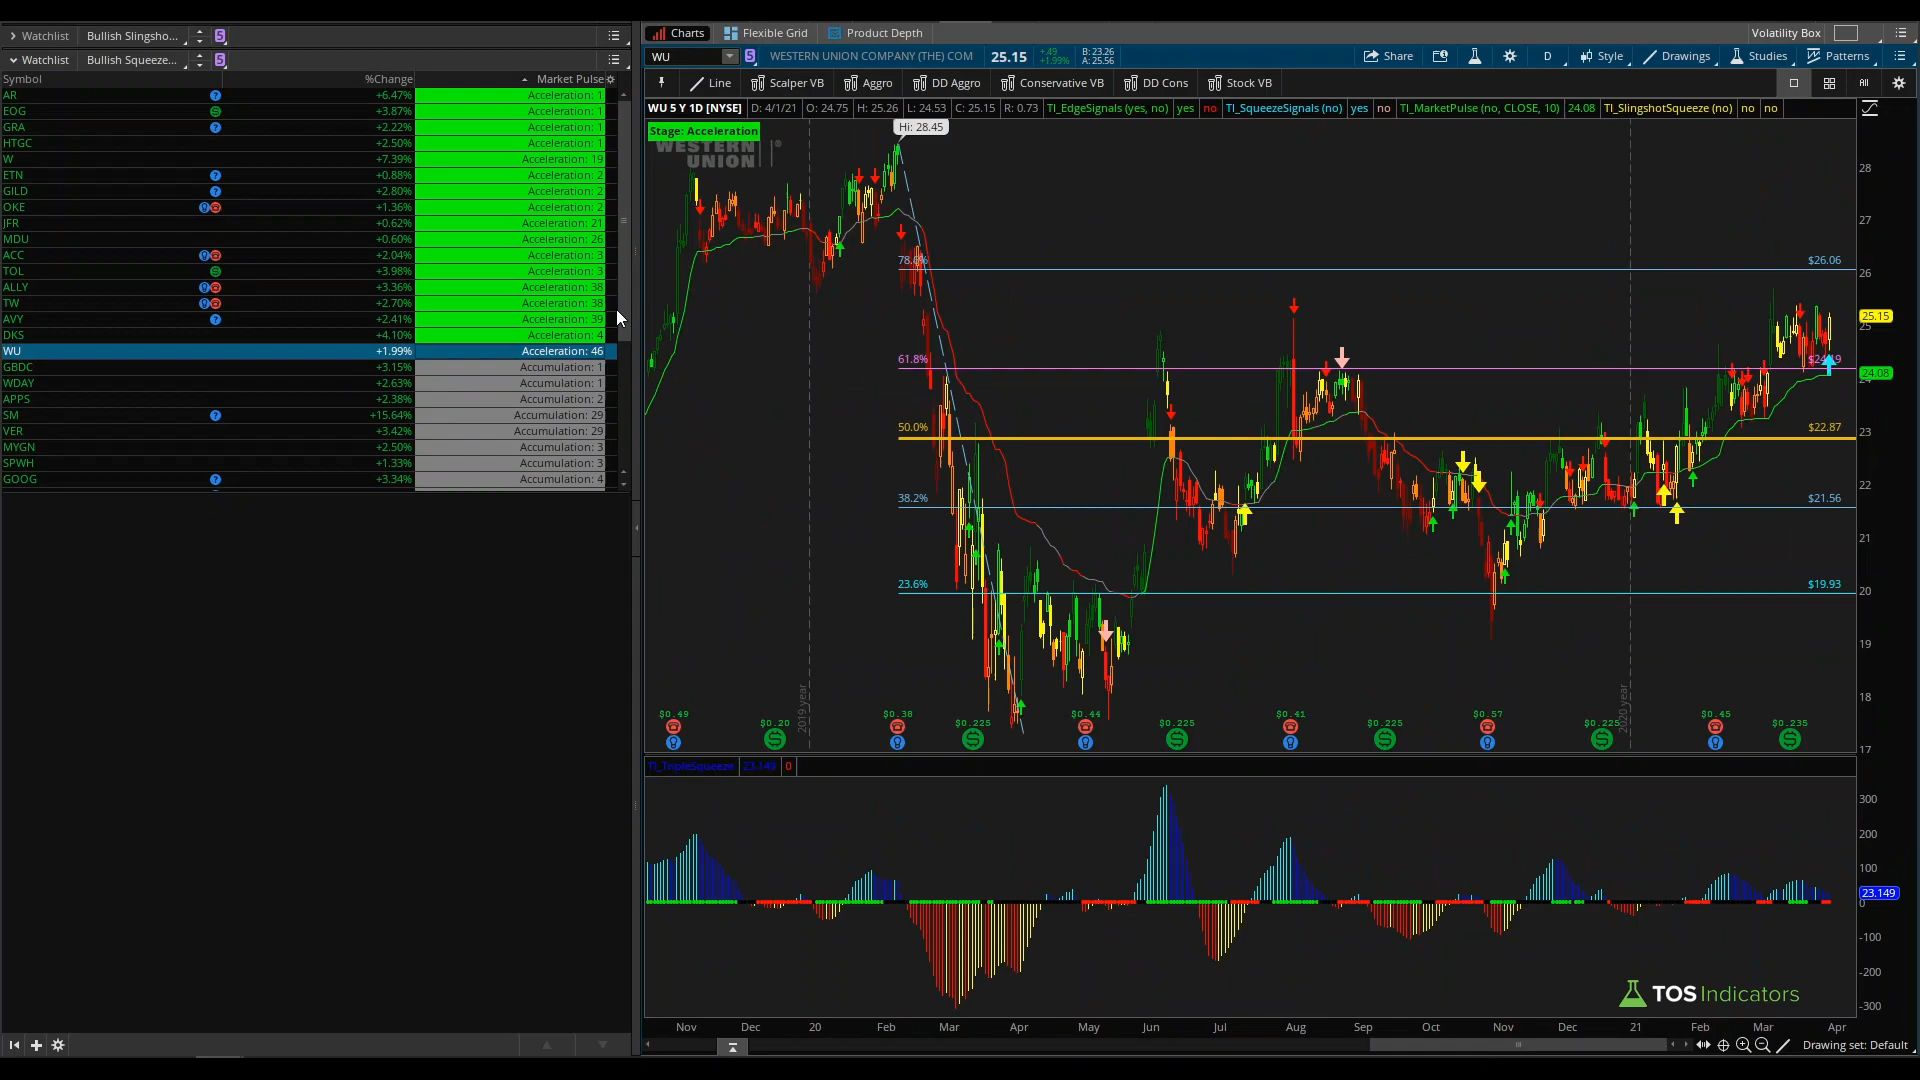 Watchlist Bullish Slingsho... 5
Watchlist Bullish Squeeze... 5
Symbol %Change Market Pulse
AR +6.47% Acceleration: 1
EOG +3.87% Acceleration: 1
GRA +2.22% Acceleration: 1
HTGC +2.50% Acceleration: 1
W +7.39% Acceleration: 19
ETN +0.88% Acceleration: 2
GILD +2.80% Acceleration: 2
OKE +1.36% Acceleration: 2
JFR +0.62% Acceleration: 21
MDU +0.60% Acceleration: 26
ACC +2.04% Acceleration: 3
TOL +3.98% Acceleration: 3
ALLY +3.36% Acceleration: 38
TW +2.70% Acceleration: 38
AVY +2.41% Acceleration: 39
DKS +4.10% Acceleration: 4
WU +1.99% Acceleration: 46
GBDC +3.15% Accumulation: 1
WDAY +2.63% Accumulation: 1
APPS +2.38% Accumulation: 2
SM +15.64% Accumulation: 29
VER +3.42% Accumulation: 29
MYGN +2.50% Accumulation: 3
SPWH +1.33% Accumulation: 3
GOOG +3.34% Accumulation: 4
Charts Flexible Grid Product Depth Volatility Box
WU 5 WESTERN UNION COMPANY (THE) COM 25.15 +.49 +1.99% B: 23.26 A: 25.56 Share D Style Drawings Studies Patterns
Line Scalper VB Aggro DD Aggro Conservative VB DD Cons Stock VB All
WU 5 Y 1D [NYSE] D: 4/1/21 O: 24.75 H: 25.26 L: 24.53 C: 25.15 R: 0.73 TI_EdgeSignals (yes, no) yes no TI_SqueezeSignals (no) yes no TI_MarketPulse (no, CLOSE, 10) 24.08 TI_SlingshotSqueeze (no) no no
Stage: Acceleration
Hi: 28.45
WESTERN
UNION
28
27
78.6% $26.06
26
25.15
25
61.8%
24.08
24
50.0% $22.87
23
22
38.2% $21.56
21
23.6% $19.93
20
19
18
17
2019 year
2020 year
$0.49 $0.20 $0.38 $0.225 $0.44 $0.225 $0.41 $0.225 $0.57 $0.225 $0.45 $0.235
TI_TripleSqueeze 23.149 0
300
200
100
23.149
0
-100
-200
-300
TOS Indicators
Nov Dec 20 Feb Mar Apr May Jun Jul Aug Sep Oct Nov Dec 21 Feb Mar Apr
Drawing set: Default